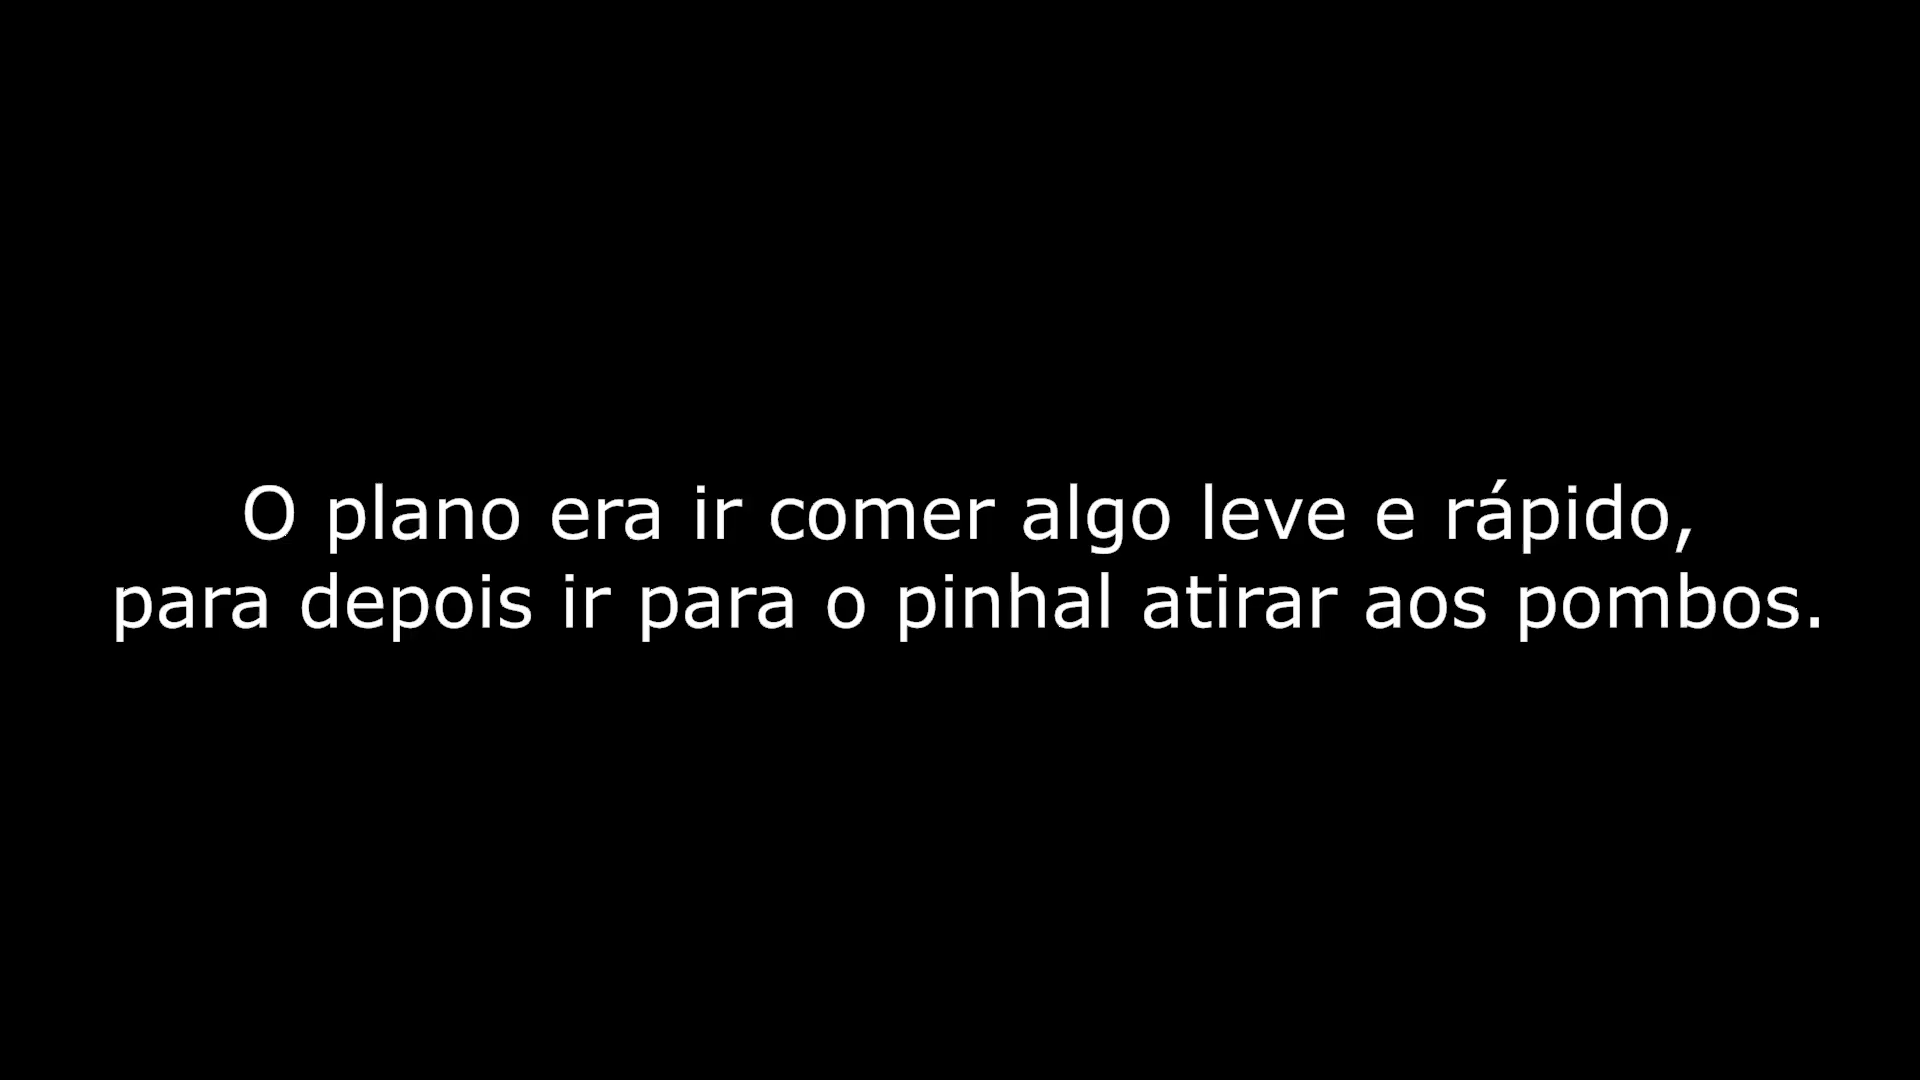 O plano era ir comer algo leve e rápido,
para depois ir para o pinhal atirar aos pombos.